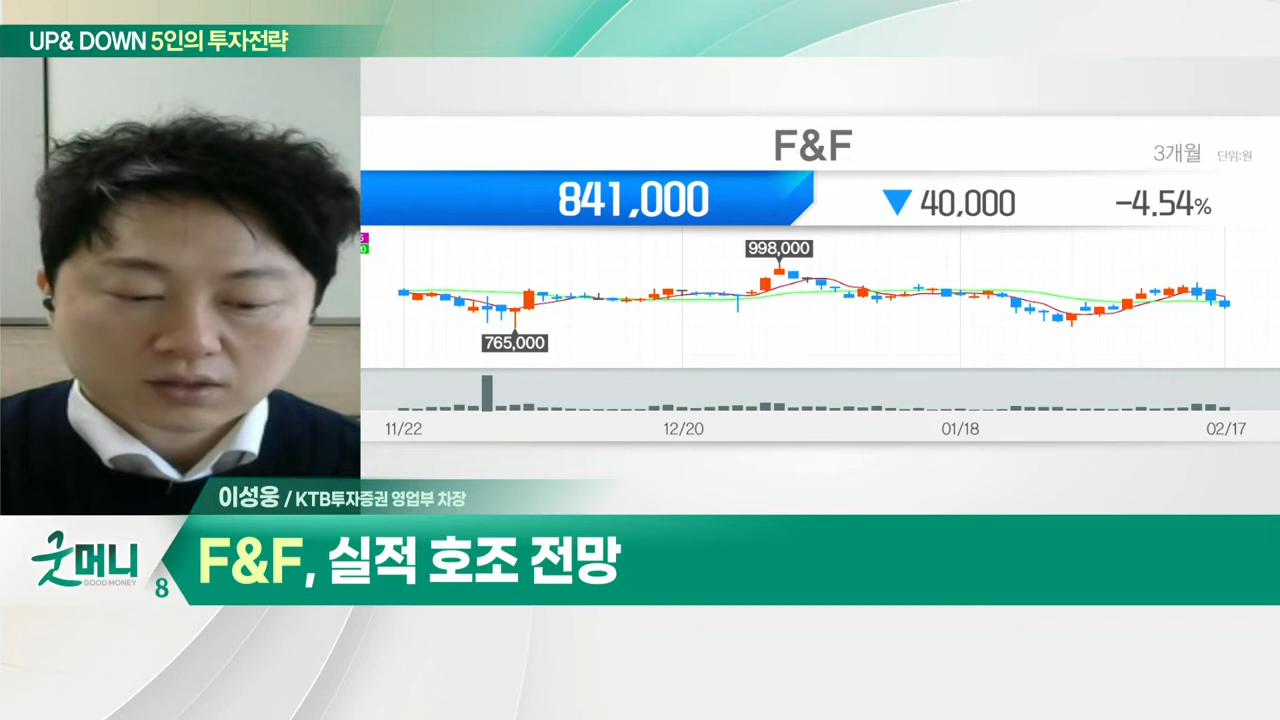 UP& DOWN 5인의 투자전략
F&F
3개월 단위:원
841,000 ▼ 40,000 -4.54%
998,000
765,000
11/22 12/20 01/18 02/17
이성웅 / KTB투자증권 영업부 차장
굿머니
GOOD MONEY
8
F&F, 실적 호조 전망